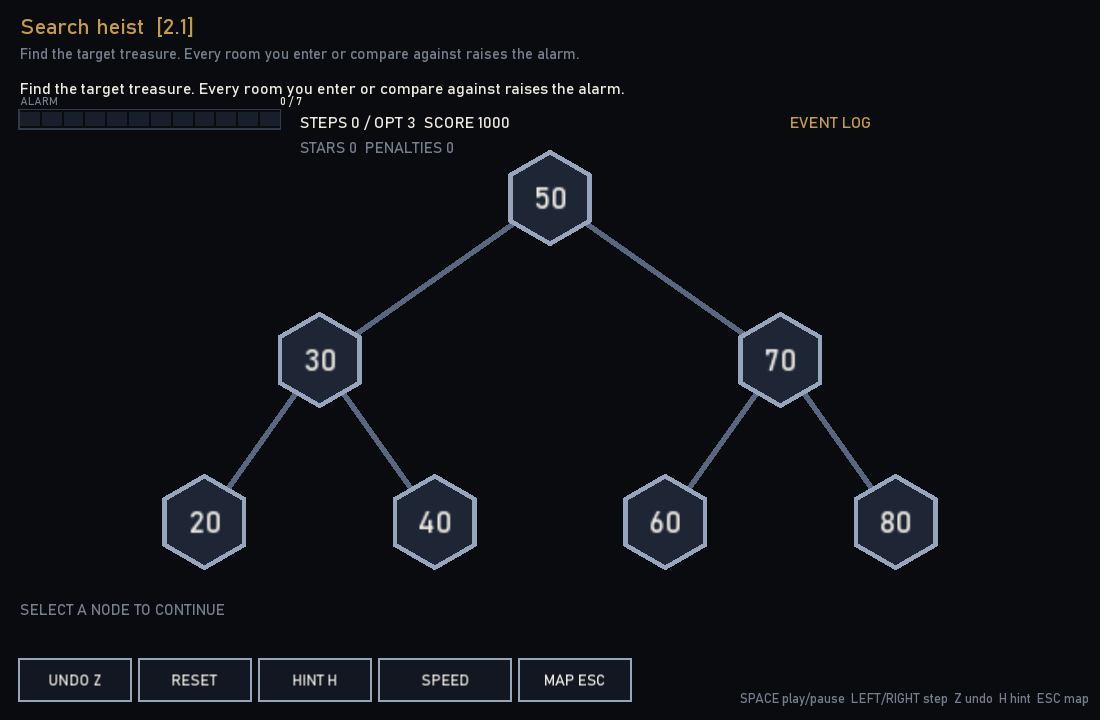 Search heist [2.1]
Find the target treasure. Every room you enter or compare against raises the alarm.
Find the target treasure. Every room you enter or compare against raises the alarm.
ALARM 0 / 7
STEPS 0 / OPT 3 SCORE 1000
EVENT LOG
STARS 0 PENALTIES 0
50
30
70
20
40
60
80
SELECT A NODE TO CONTINUE
UNDO Z
RESET
HINT H
SPEED
MAP ESC
SPACE play/pause LEFT/RIGHT step Z undo H hint ESC map